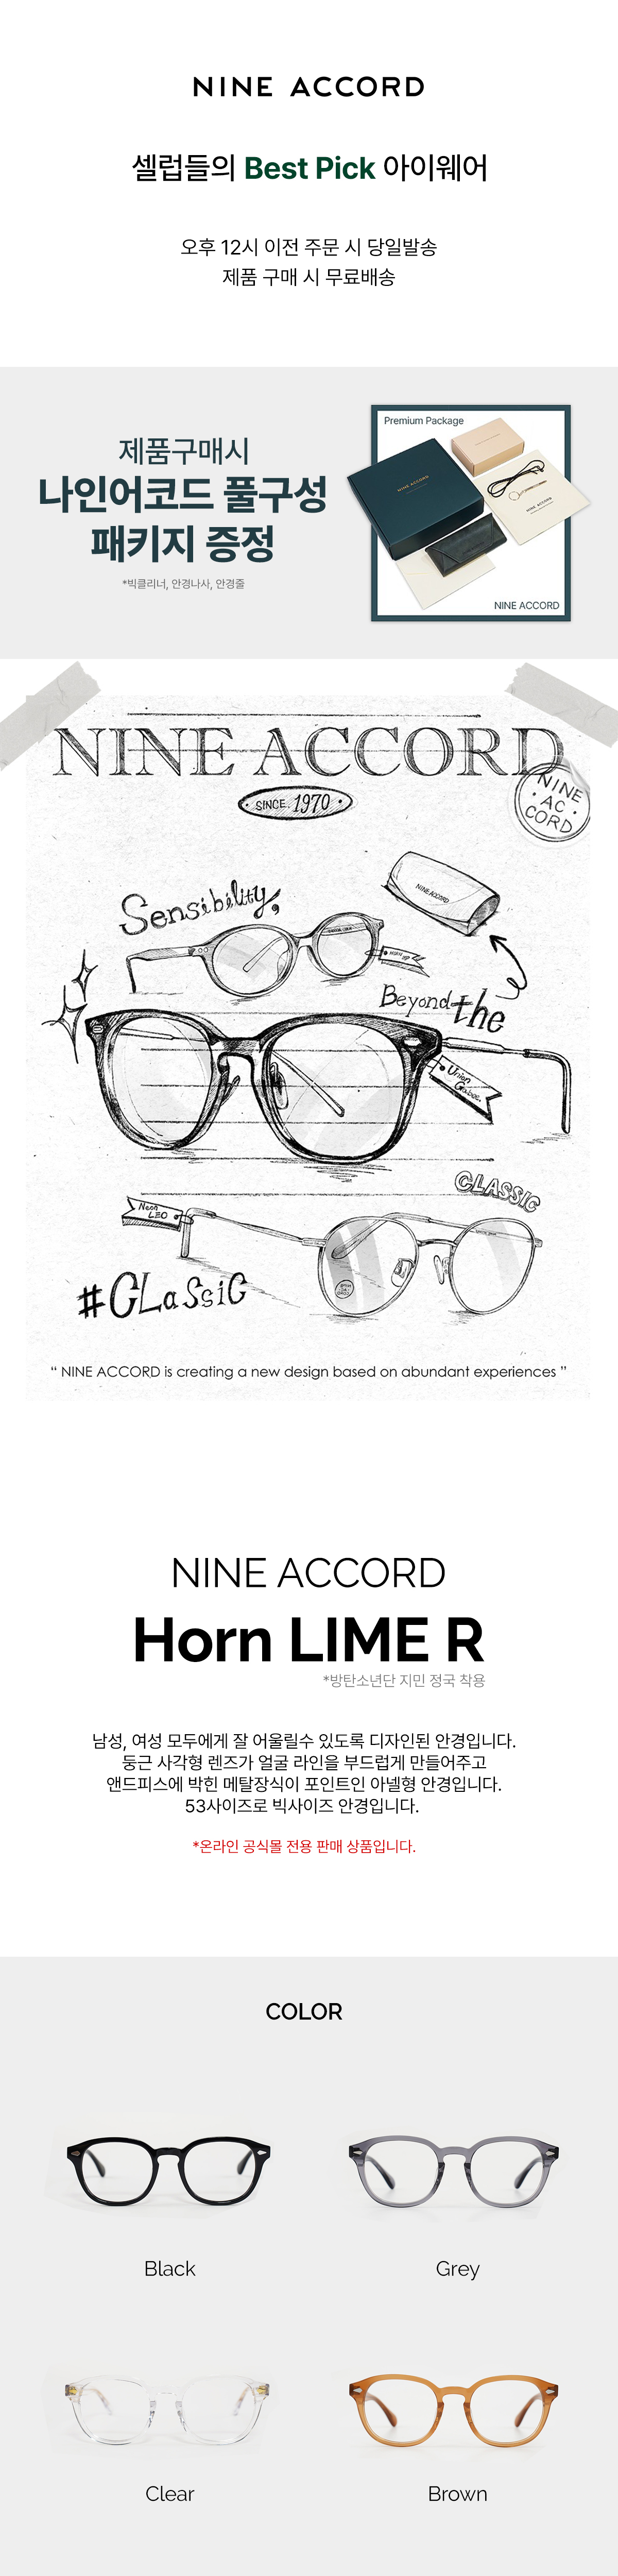 NINE ACCORD
셀럽들의 Best Pick 아이웨어
오후 12시 이전 주문 시 당일발송
제품 구매 시 무료배송
제품구매시
나인어코드 풀구성
패키지 증정
*빅클리너, 안경나사, 안경줄
Premium Package
NINE ACCORD
NINE ACCORD
NINE ACCORD
NINE ACCORD
SINCE. 1970
NINE
AC
CORD
Sensibility,
NINE ACCORD
Beyond the
Union
CLASSIC
Neon
LEO
#CLaSsiC
“ NINE ACCORD is creating a new design based on abundant experiences ”
NINE ACCORD
Horn LIME R
*방탄소년단 지민 정국 착용
남성, 여성 모두에게 잘 어울릴수 있도록 디자인된 안경입니다.
둥근 사각형 렌즈가 얼굴 라인을 부드럽게 만들어주고
앤드피스에 박힌 메탈장식이 포인트인 아넬형 안경입니다.
53사이즈로 빅사이즈 안경입니다.
*온라인 공식몰 전용 판매 상품입니다.
COLOR
Black
Grey
Clear
Brown